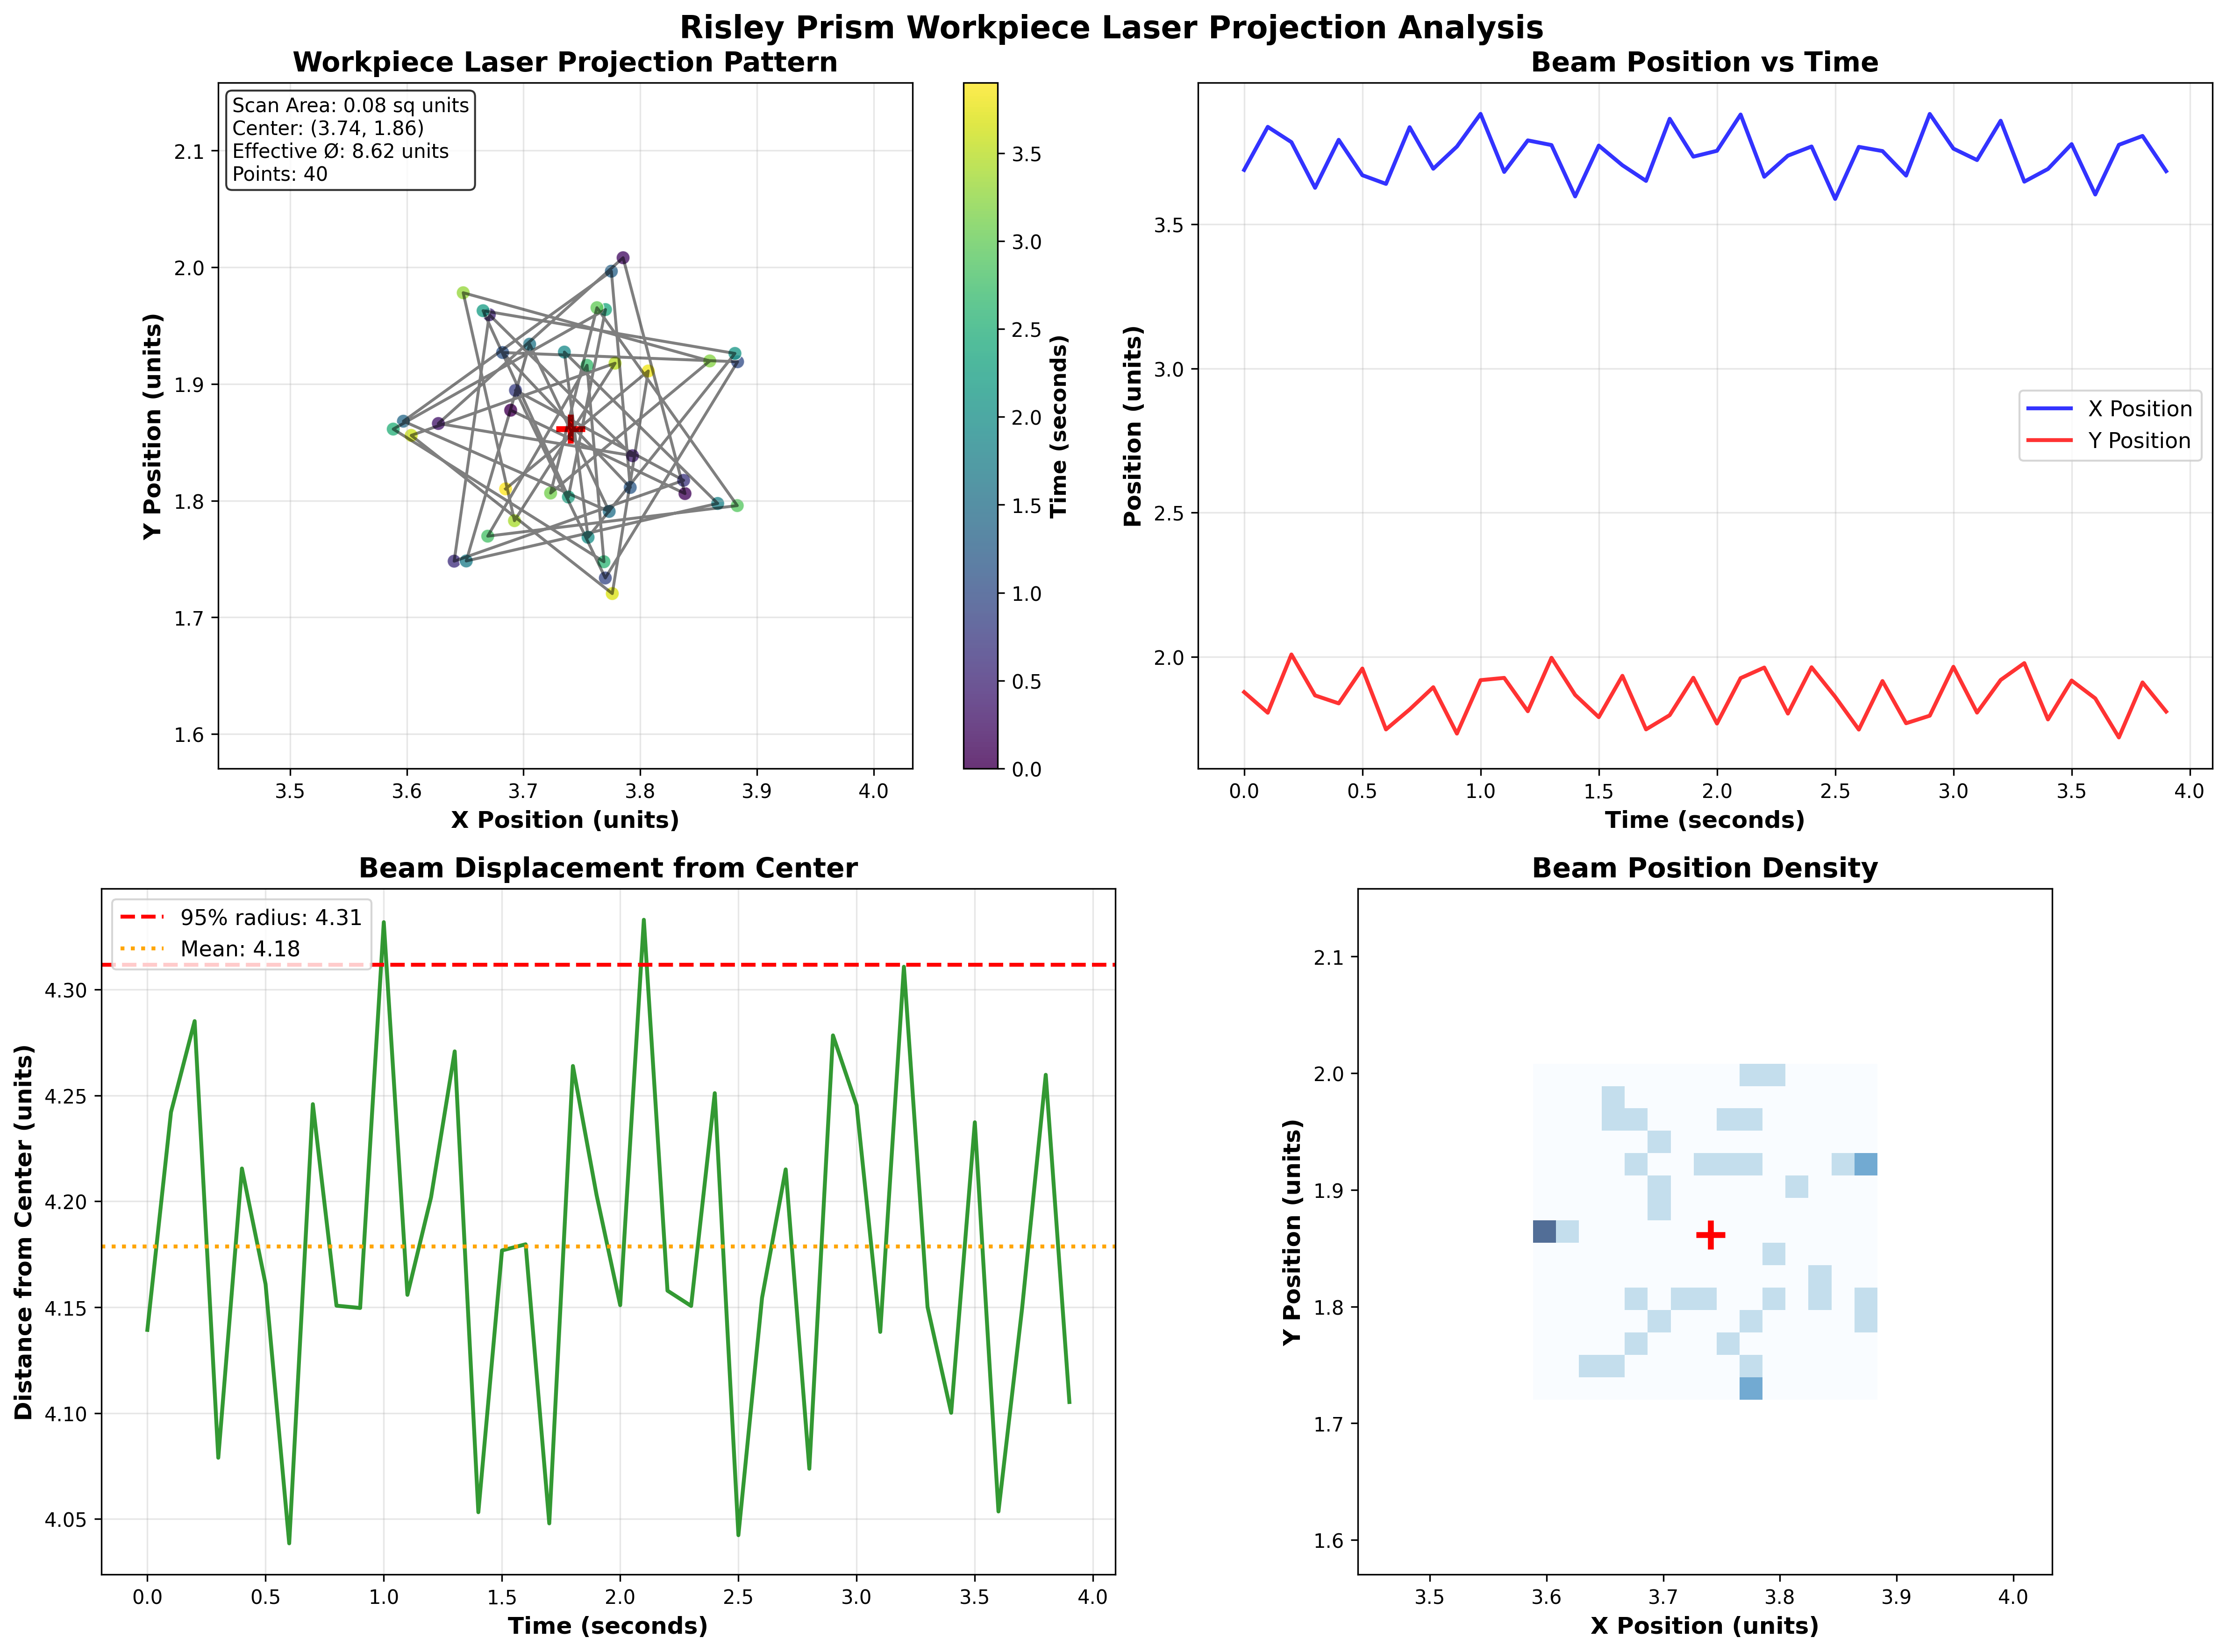 Risley Prism Workpiece Laser Projection Analysis
Workpiece Laser Projection Pattern
Scan Area: 0.08 sq units
Center: (3.74, 1.86)
Effective Ø: 8.62 units
Points: 40
2.1
2.0
1.9
1.8
1.7
1.6
Y Position (units)
3.5
3.6
3.7
3.8
3.9
4.0
X Position (units)
3.5
3.0
2.5
2.0
1.5
1.0
0.5
0.0
Time (seconds)
Beam Position vs Time
3.5
3.0
2.5
2.0
Position (units)
X Position
Y Position
0.0
0.5
1.0
1.5
2.0
2.5
3.0
3.5
4.0
Time (seconds)
Beam Displacement from Center
95% radius: 4.31
Mean: 4.18
4.30
4.25
4.20
4.15
4.10
4.05
Distance from Center (units)
0.0
0.5
1.0
1.5
2.0
2.5
3.0
3.5
4.0
Time (seconds)
Beam Position Density
2.1
2.0
1.9
1.8
1.7
1.6
Y Position (units)
3.5
3.6
3.7
3.8
3.9
4.0
X Position (units)